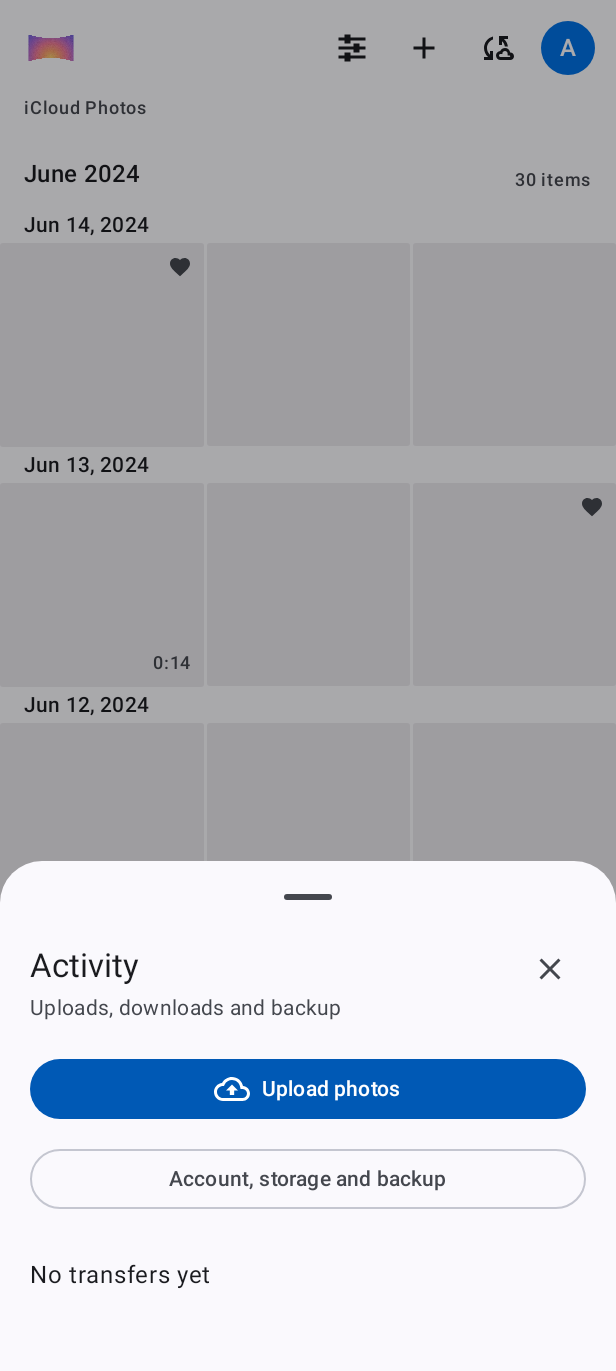 A
iCloud Photos
June 2024
30 items
Jun 14, 2024
Jun 13, 2024
0:14
Jun 12, 2024
Activity
Uploads, downloads and backup
Upload photos
Account, storage and backup
No transfers yet